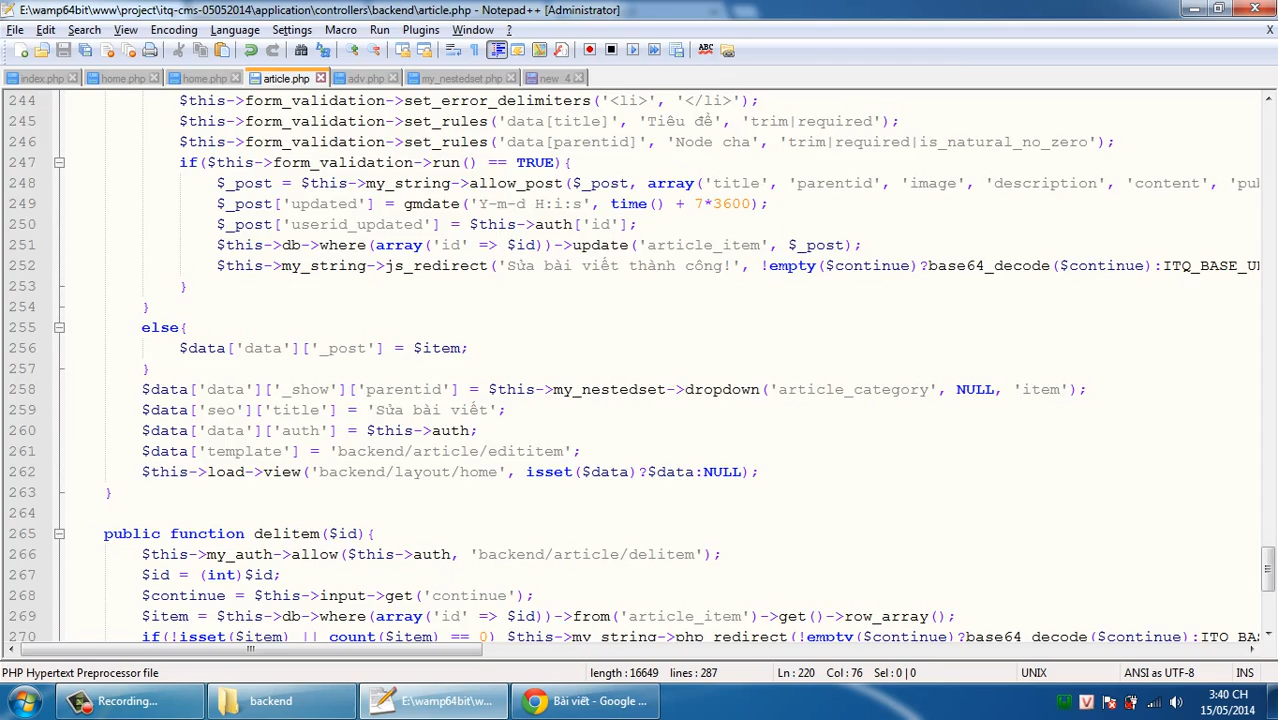 E:\wamp64bit\www\project\itq-cms-05052014\application\controllers\backend\article.php - Notepad++ [Administrator]
File Edit Search View Encoding Language Settings Macro Run Plugins Window ? X
index.php home.php home.php article.php adv.php my_nestedset.php new 4
244 $this->form_validation->set_error_delimiters('<li>', '</li>');
245 $this->form_validation->set_rules('data[title]', 'Tiêu đề', 'trim|required');
246 $this->form_validation->set_rules('data[parentid]', 'Node cha', 'trim|required|is_natural_no_zero');
247 if($this->form_validation->run() == TRUE){
248 $_post = $this->my_string->allow_post($_post, array('title', 'parentid', 'image', 'description', 'content', 'pu
249 $_post['updated'] = gmdate('Y-m-d H:i:s', time() + 7*3600);
250 $_post['userid_updated'] = $this->auth['id'];
251 $this->db->where(array('id' => $id))->update('article_item', $_post);
252 $this->my_string->js_redirect('Sửa bài viết thành công!', !empty($continue)?base64_decode($continue):ITQ_BASE_U
253 }
254 }
255 else{
256 $data['data']['_post'] = $item;
257 }
258 $data['data']['_show']['parentid'] = $this->my_nestedset->dropdown('article_category', NULL, 'item');
259 $data['seo']['title'] = 'Sửa bài viết';
260 $data['data']['auth'] = $this->auth;
261 $data['template'] = 'backend/article/edititem';
262 $this->load->view('backend/layout/home', isset($data)?$data:NULL);
263 }
264
265 public function delitem($id){
266 $this->my_auth->allow($this->auth, 'backend/article/delitem');
267 $id = (int)$id;
268 $continue = $this->input->get('continue');
269 $item = $this->db->where(array('id' => $id))->from('article_item')->get()->row_array();
270 if(!isset($item) || count($item) == 0) $this->my_string->php_redirect(!empty($continue)?base64_decode($continue):ITQ_BAS
PHP Hypertext Preprocessor file length : 16649 lines : 287 Ln : 220 Col : 76 Sel : 0 | 0 UNIX ANSI as UTF-8 INS
Recording... backend E:\wamp64bit\w... Bài viết - Google ... 3:40 CH
15/05/2014